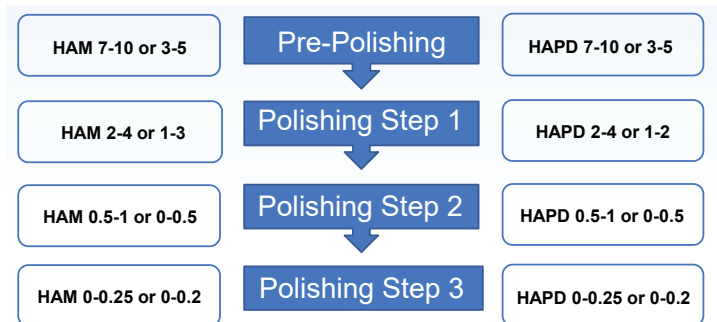 HAM 7-10 or 3-5
Pre-Polishing
HAPD 7-10 or 3-5
HAM 2-4 or 1-3
Polishing Step 1
HAPD 2-4 or 1-2
HAM 0.5-1 or 0-0.5
Polishing Step 2
HAPD 0.5-1 or 0-0.5
HAM 0-0.25 or 0-0.2
Polishing Step 3
HAPD 0-0.25 or 0-0.2